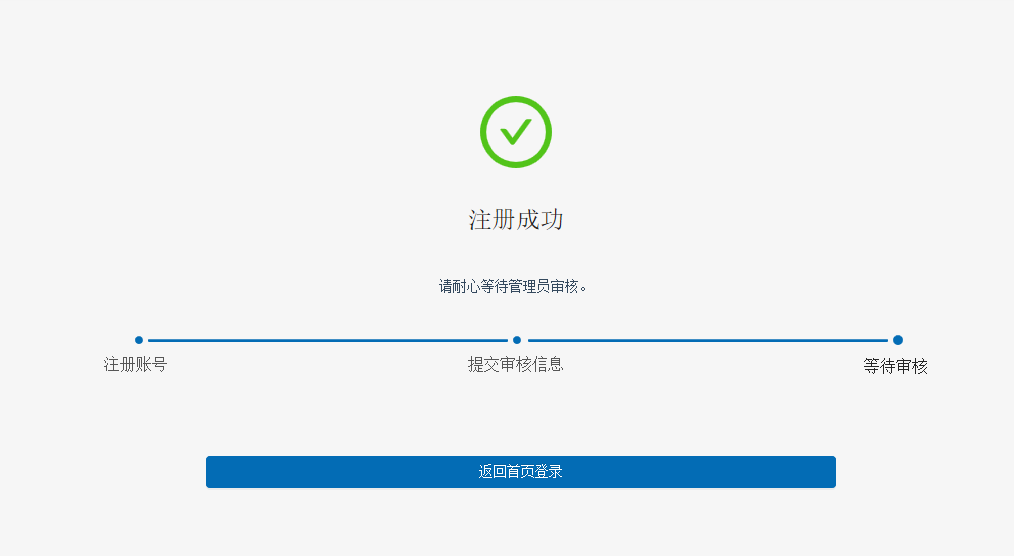 注册成功
请耐心等待管理员审核。
注册账号
提交审核信息
等待审核
返回首页登录